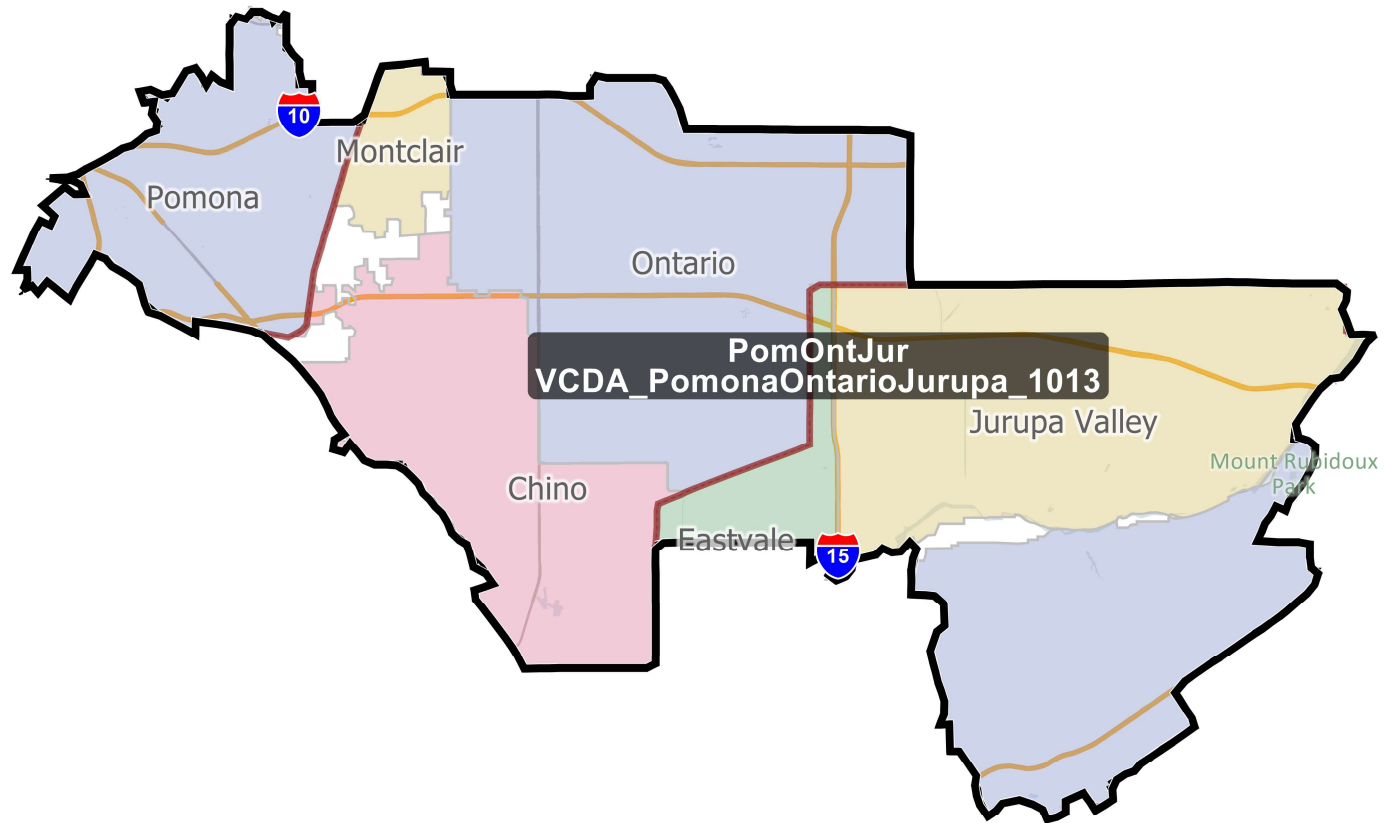 10
Montclair
Pomona
Ontario
PomOntJur
VCDA_PomonaOntarioJurupa_1013
Jurupa Valley
Mount Rubidoux
Park
Chino
Eastvale
15